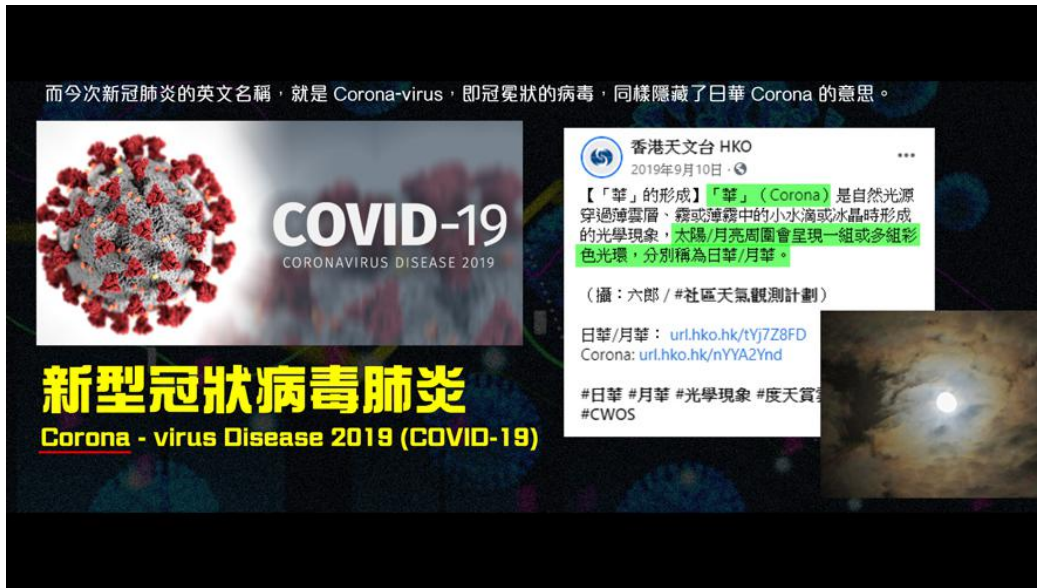 而今次新冠肺炎的英文名稱，就是 Corona-virus，即冠冕狀的病毒，同樣隱藏了日華 Corona 的意思。
COVID-19
CORONAVIRUS DISEASE 2019
新型冠狀病毒肺炎
Corona - virus Disease 2019 (COVID-19)
香港天文台 HKO
2019年9月10日 ·
【「華」的形成】「華」（Corona）是自然光源
穿過薄雲層、霧或薄霧中的小水滴或冰晶時形成
的光學現象，太陽/月亮周圍會呈現一組或多組彩
色光環，分別稱為日華/月華。
（攝：六郎 / #社區天氣觀測計劃）
日華/月華： url.hko.hk/tYj7Z8FD
Corona: url.hko.hk/nYYA2Ynd
#日華 #月華 #光學現象 #度天賞
#CWOS